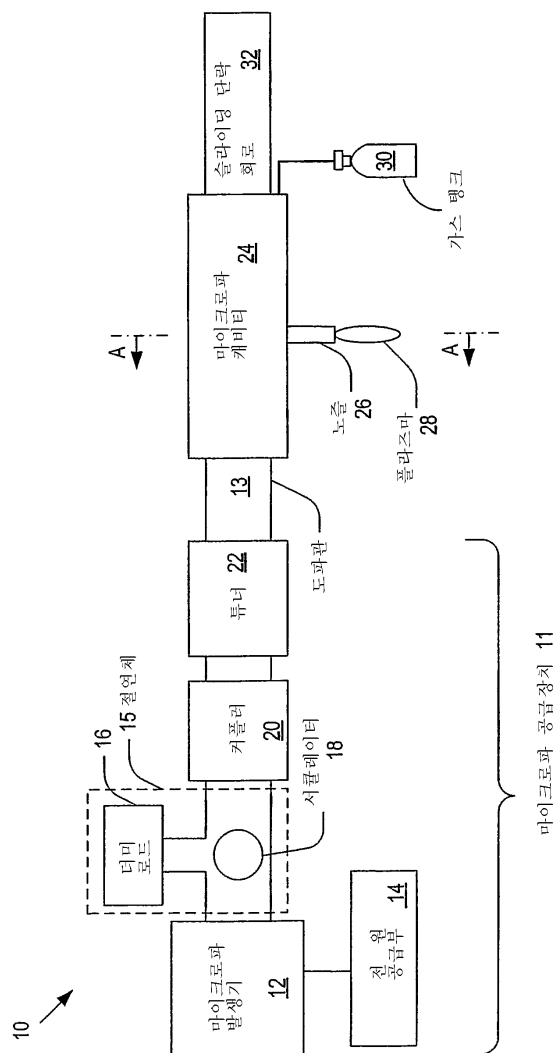 10
마이크로파
발생기
12
전원
공급부
14
더미
로드
16
15 절연체
서큘레이터
18
커플러
20
튜너
22
13
도파관
마이크로파
캐비티
24
A
A
노즐
26
플라즈마
28
슬라이딩 단락
회로
32
30
가스 탱크
마이크로파 공급장치 11